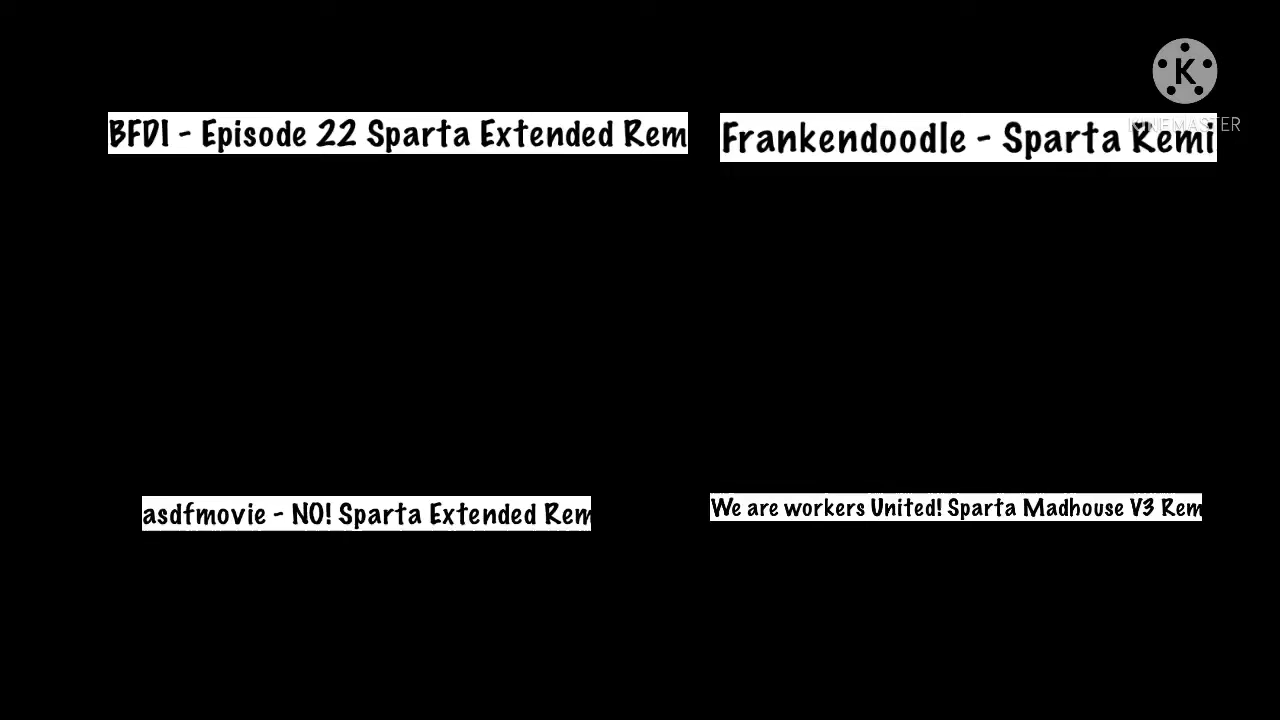 BFDI - Episode 22 Sparta Extended Rem
Frankendoodle - Sparta Remi
K
KINEMASTER
asdfmovie - NO! Sparta Extended Rem
We are workers United! Sparta Madhouse V3 Rem